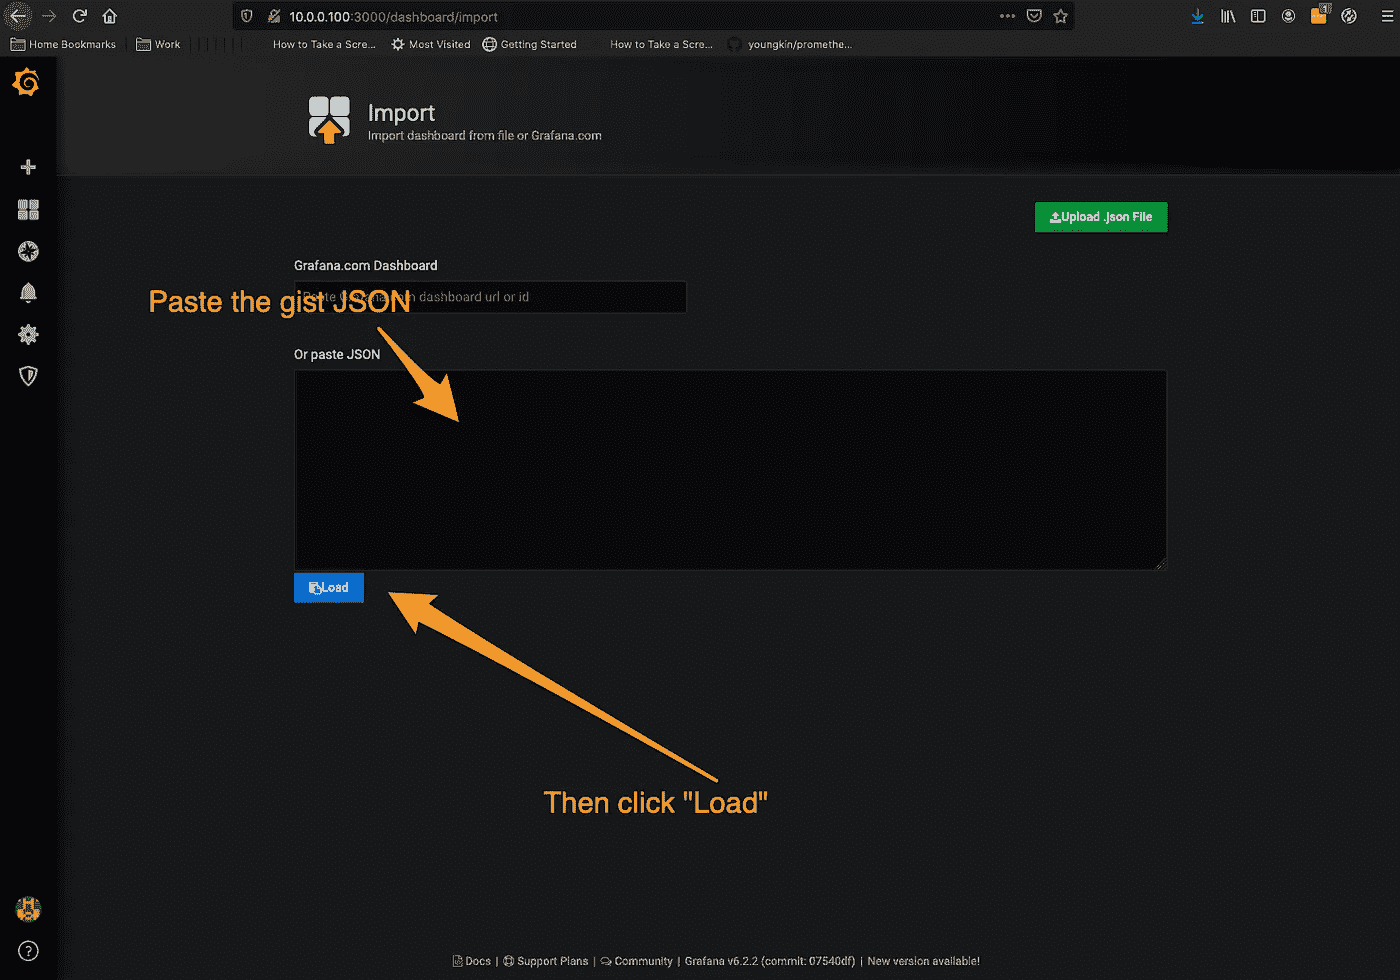 10.0.0.100:3000/dashboard/import
Home Bookmarks
Work
How to Take a Scre...
Most Visited
Getting Started
How to Take a Scre...
youngkin/promethe...
Import
Import dashboard from file or Grafana.com
Upload .json File
Grafana.com Dashboard
Paste Grafana.com dashboard url or id
Paste the gist JSON
Or paste JSON
Load
Then click "Load"
Docs | Support Plans | Community | Grafana v6.2.2 (commit: 07540df) | New version available!